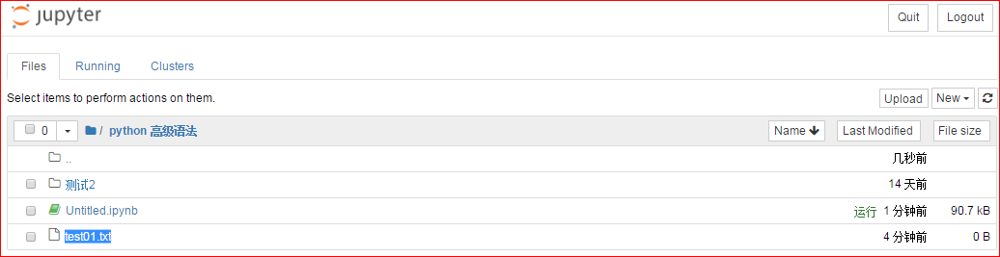 jupyter Quit Logout
Files Running Clusters
Select items to perform actions on them. Upload New
0 / python 高级语法 Name Last Modified File size
.. 几秒前
测试2 14 天前
Untitled.ipynb 运行 1 分钟前 90.7 kB
test01.txt 4 分钟前 0 B